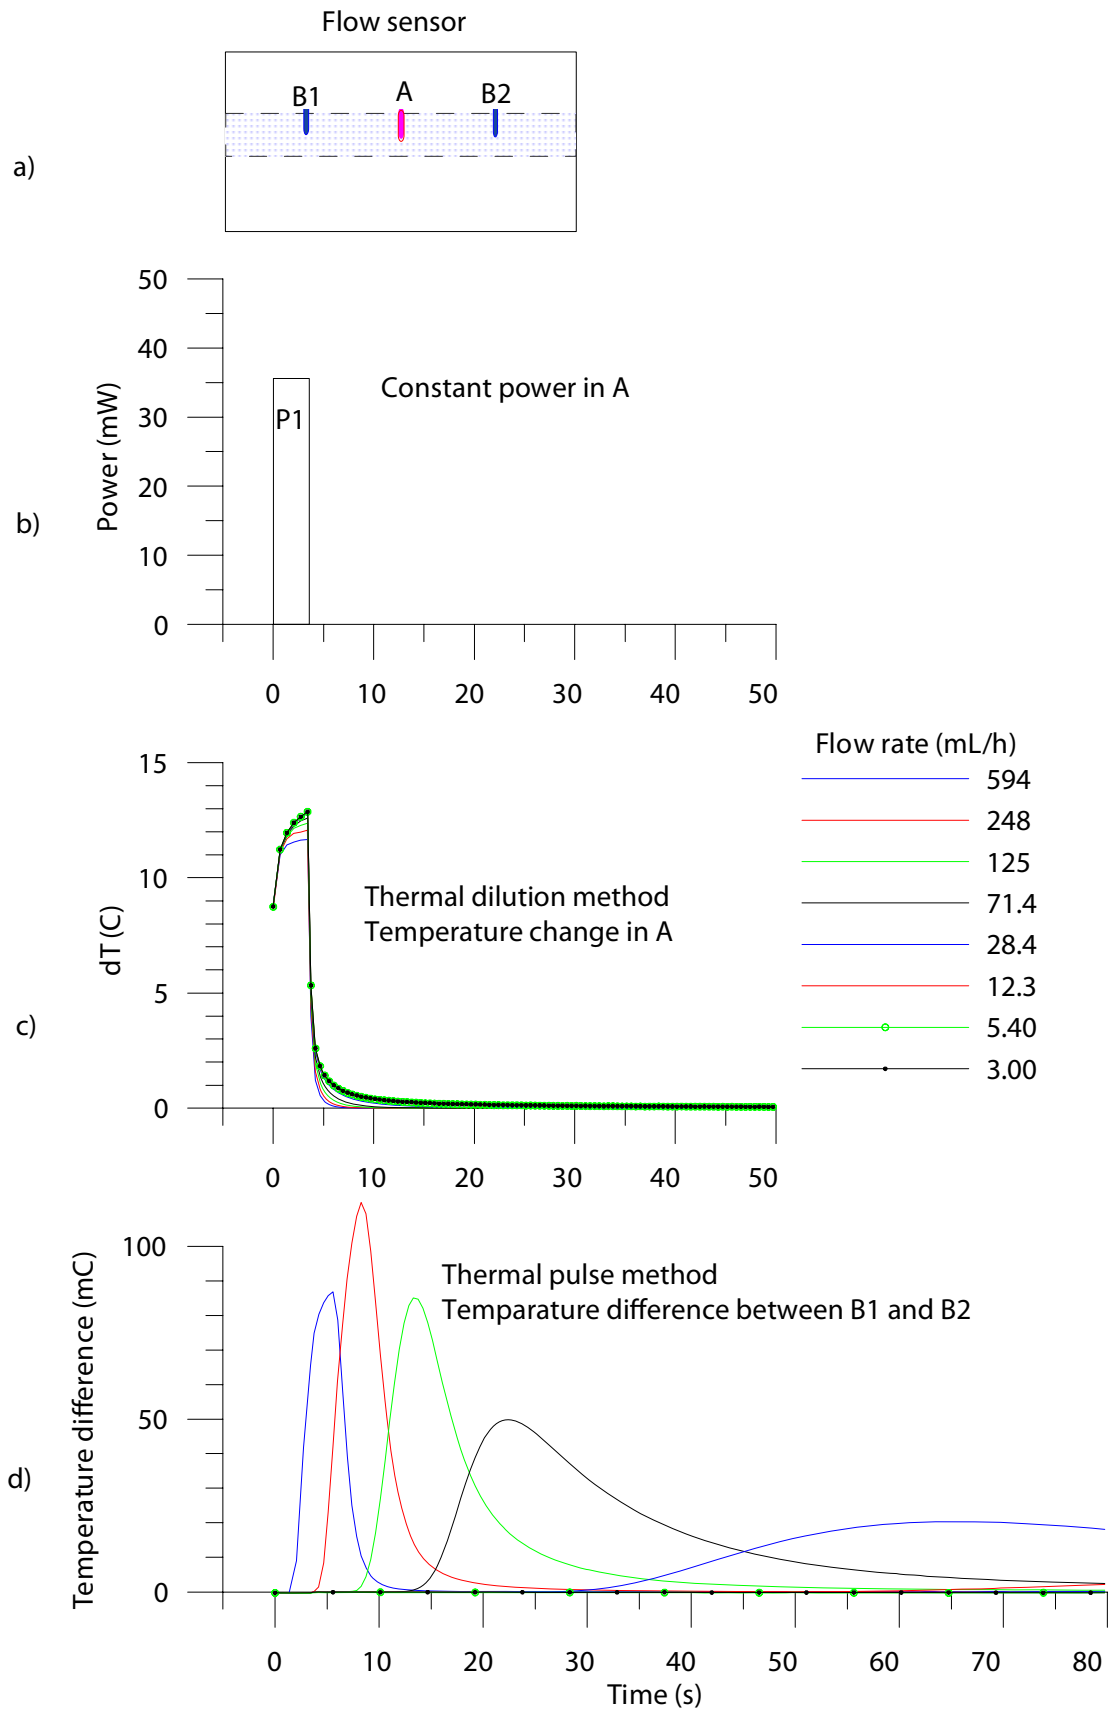 Flow sensor
B1
A
B2
a)
50
40
30
20
10
0
Power (mW)
P1
Constant power in A
b)
0
10
20
30
40
50
15
10
5
0
dT (C)
Thermal dilution method
Temperature change in A
c)
0
10
20
30
40
50
Flow rate (mL/h)
594
248
125
71.4
28.4
12.3
5.40
3.00
100
50
0
Temperature difference (mC)
Thermal pulse method
Temparature difference between B1 and B2
d)
0
10
20
30
40
50
60
70
80
Time (s)